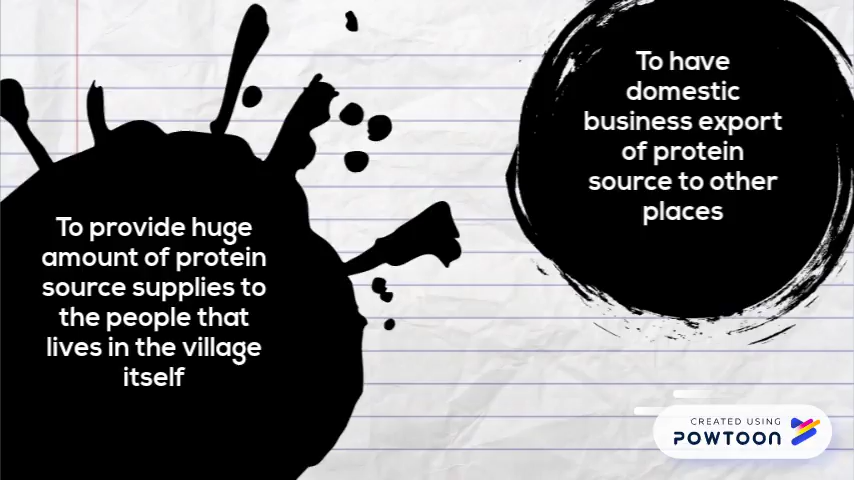 To provide huge
amount of protein
source supplies to
the people that
lives in the village
itself
To have
domestic
business export
of protein
source to other
places
CREATED USING
POWTOON